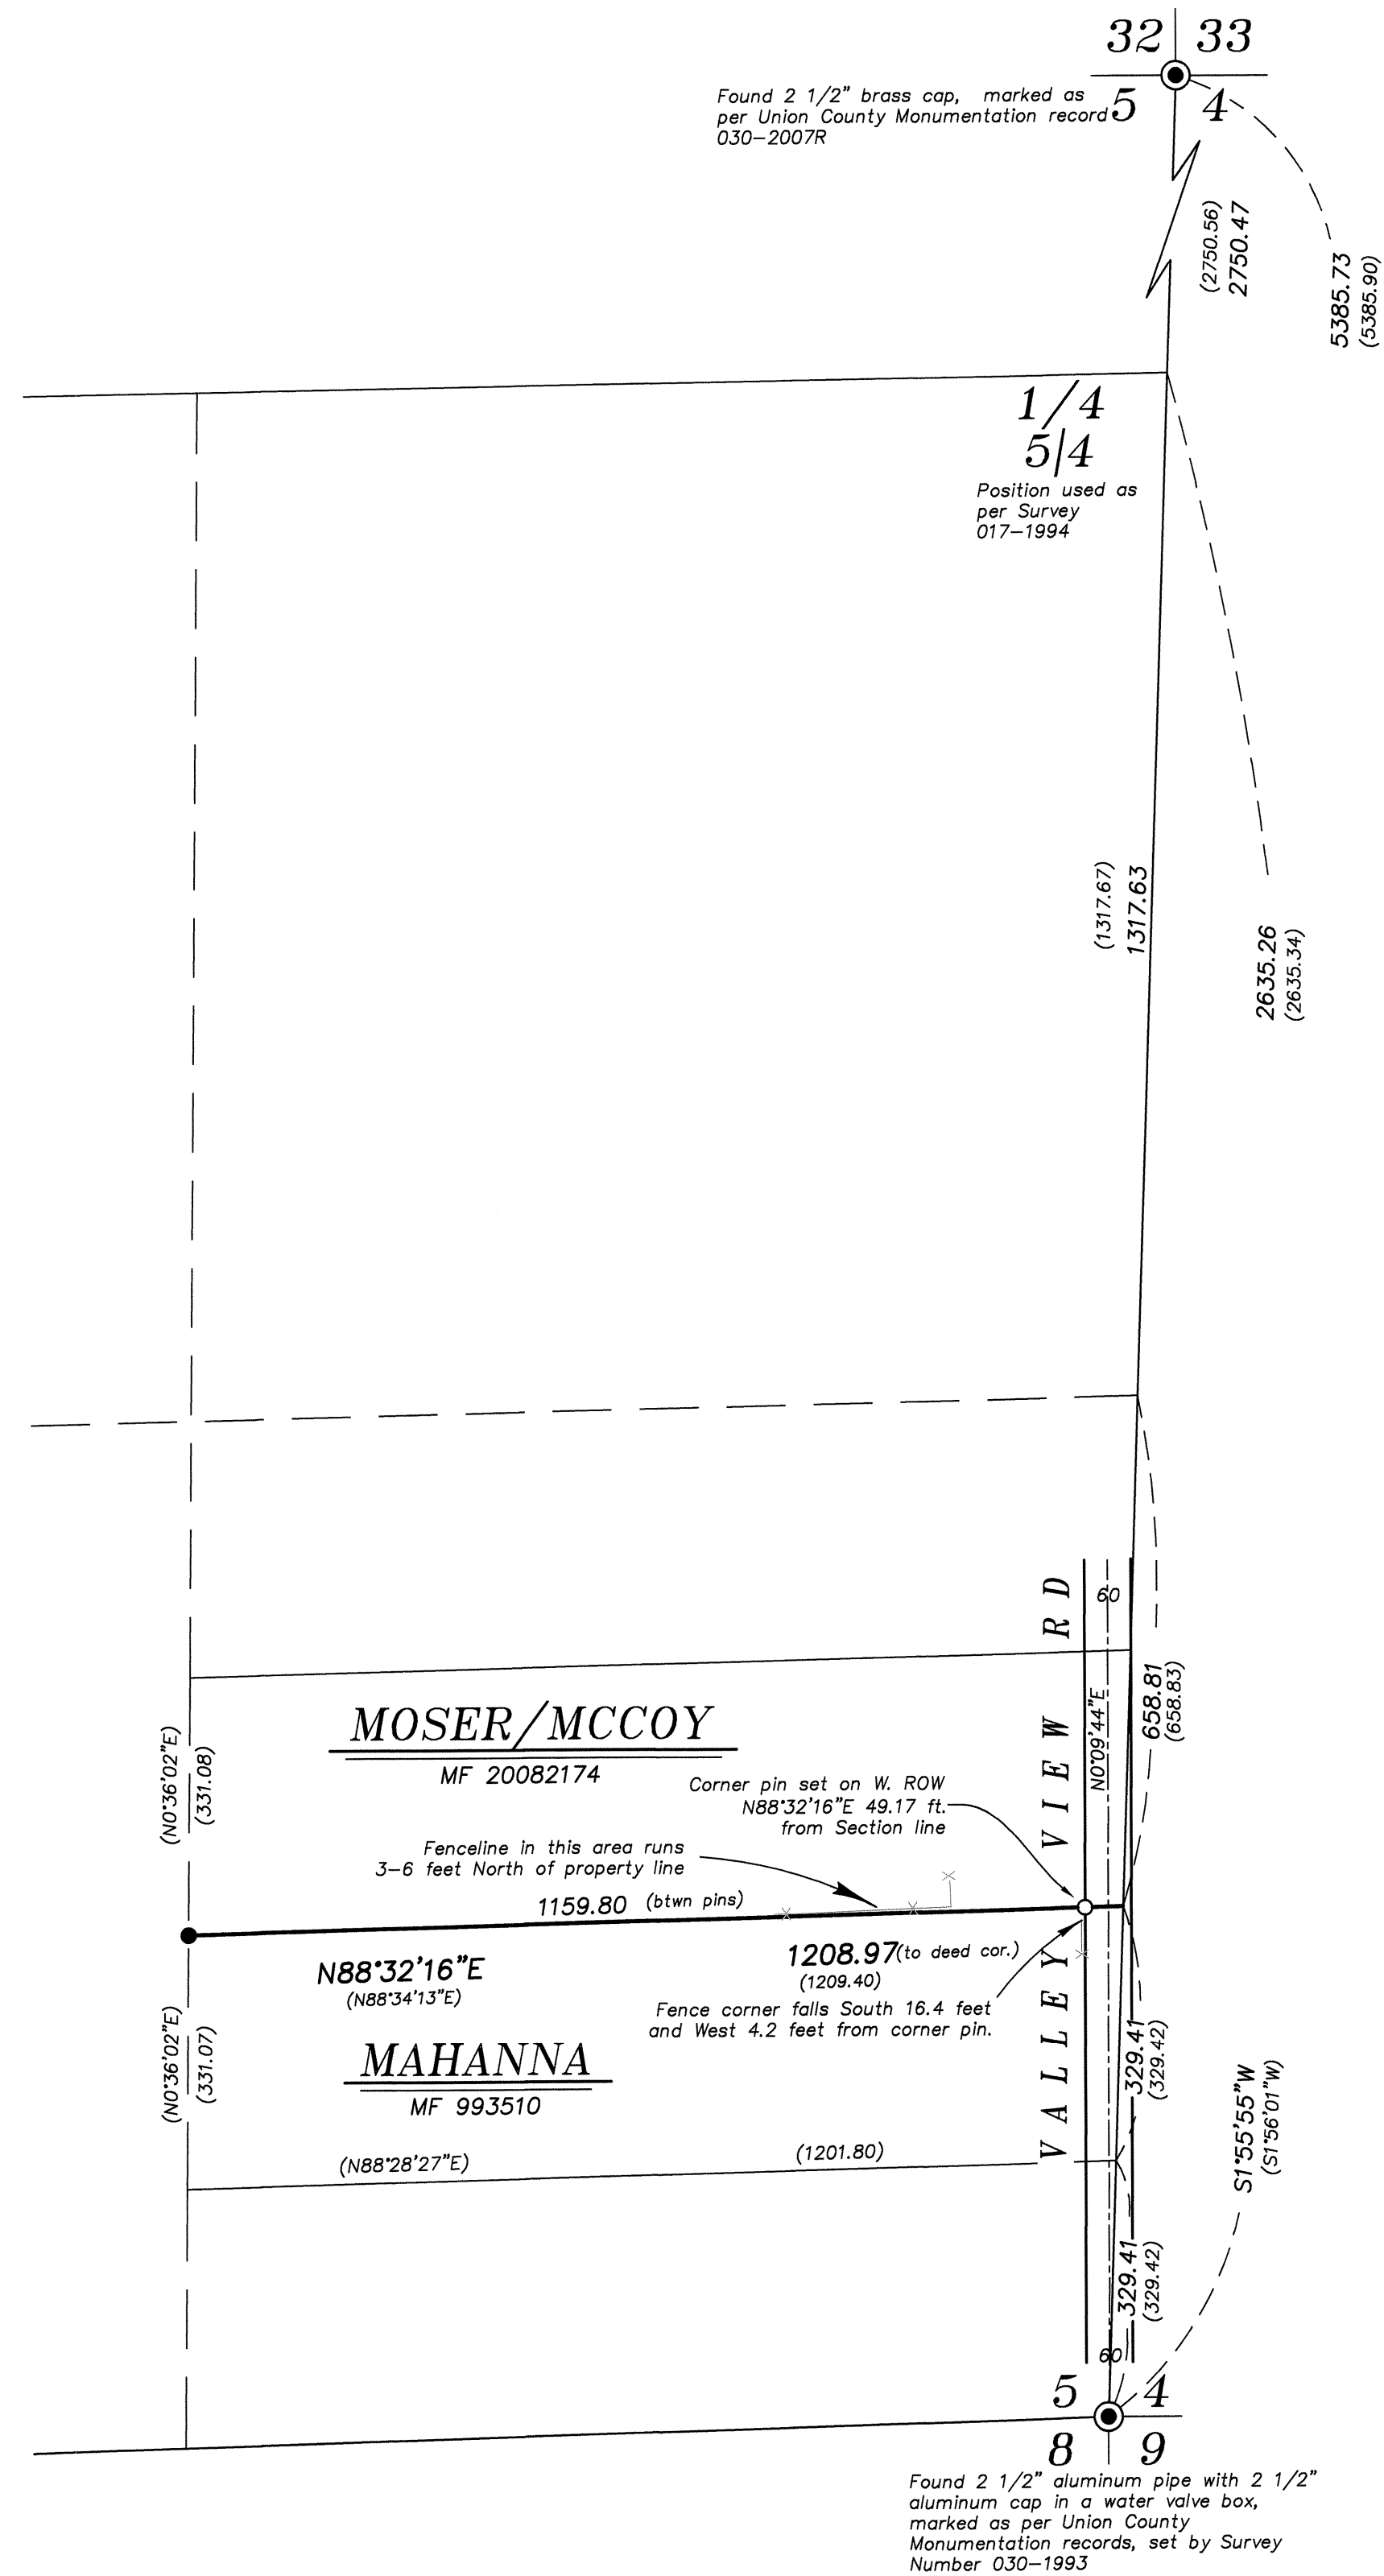 32 33
5 4
Found 2 1/2" brass cap, marked as
per Union County Monumentation record
030-2007R
(2750.56)
2750.47
5385.73
(5385.90)
1/4
5|4
Position used as
per Survey
017-1994
(1317.67)
1317.63
2635.26
(2635.34)
60
VALLEY VIEW RD
N0°09'44"E
658.81
(658.83)
MOSER/MCCOY
MF 20082174
(N0°36'02"E)
(331.08)
Corner pin set on W. ROW
N88°32'16"E 49.17 ft.
from Section line
Fenceline in this area runs
3-6 feet North of property line
1159.80 (btwn pins)
N88°32'16"E
(N88°34'13"E)
1208.97 (to deed cor.)
(1209.40)
Fence corner falls South 16.4 feet
and West 4.2 feet from corner pin.
(N0°36'02"E)
(331.07)
MAHANNA
MF 993510
329.41
(329.42)
S1°55'55"W
(S1°56'01"W)
(N88°28'27"E)
(1201.80)
329.41
(329.42)
60
5 4
8 9
Found 2 1/2" aluminum pipe with 2 1/2"
aluminum cap in a water valve box,
marked as per Union County
Monumentation records, set by Survey
Number 030-1993